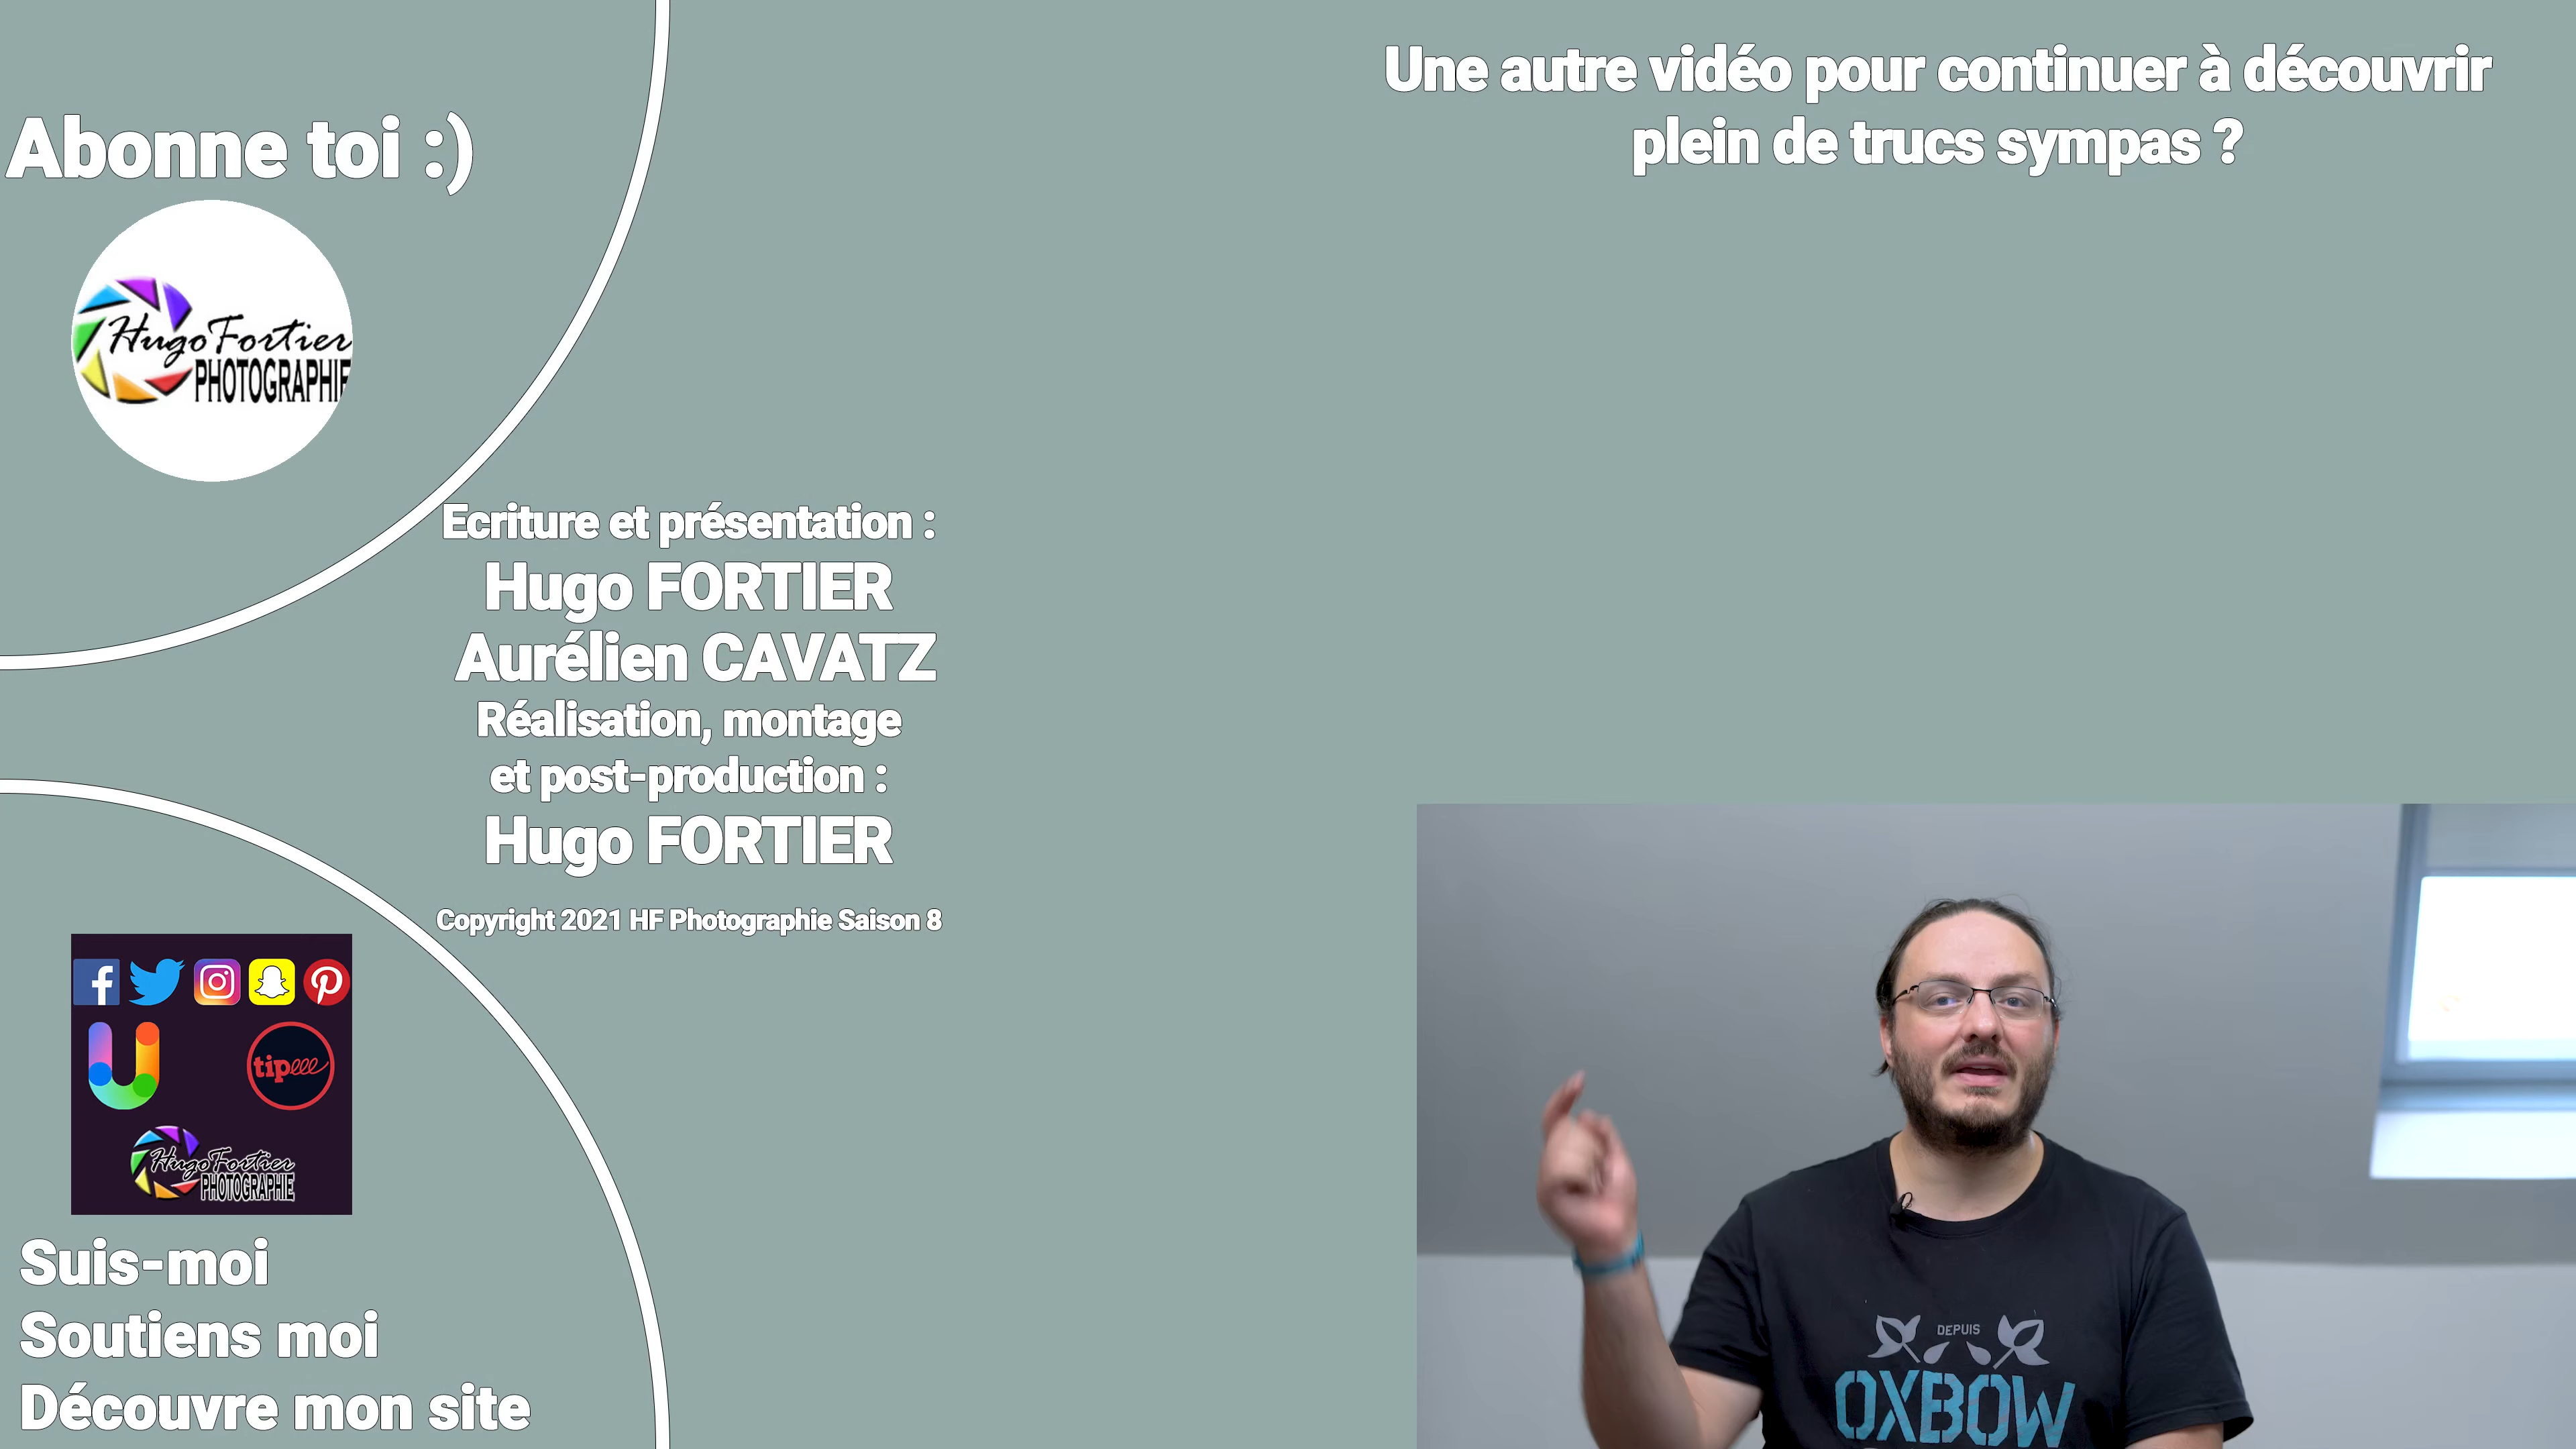 Abonne toi :)
Hugo Fortier
PHOTOGRAPHIE
Une autre vidéo pour continuer à découvrir
plein de trucs sympas ?
Ecriture et présentation :
Hugo FORTIER
Aurélien CAVATZ
Réalisation, montage
et post-production :
Hugo FORTIER
Copyright 2021 HF Photographie Saison 8
tipeee
Hugo Fortier
PHOTOGRAPHIE
Suis-moi
Soutiens moi
Découvre mon site
DEPUIS
OXBOW